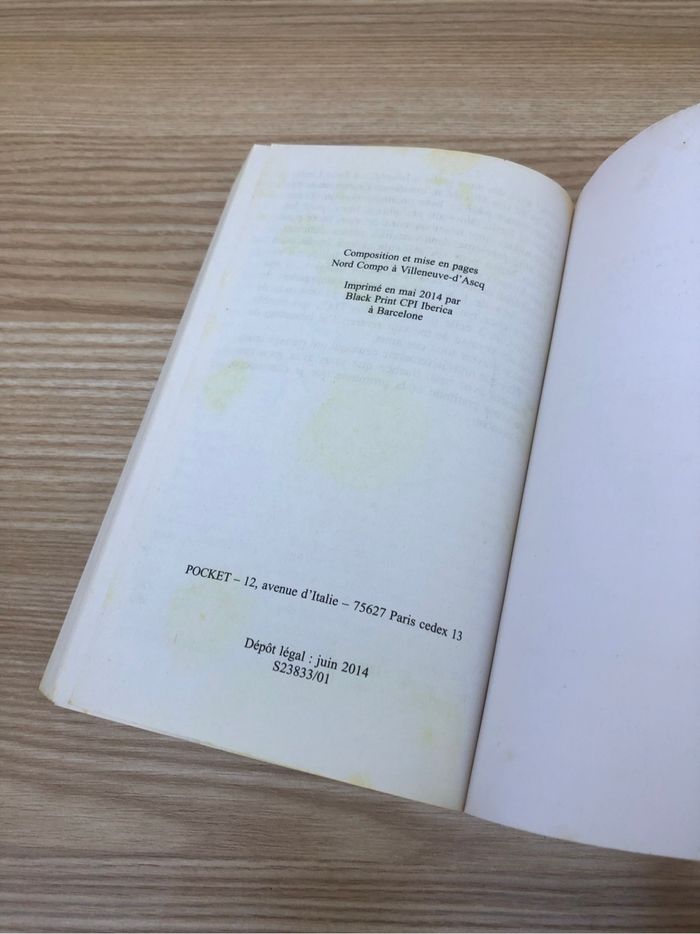 Composition et mise en pages
Nord Compo à Villeneuve-d'Ascq
Imprimé en mai 2014 par
Black Print CPI Iberica
à Barcelone
POCKET – 12, avenue d'Italie – 75627 Paris cedex 13
Dépôt légal : juin 2014
S23833/01